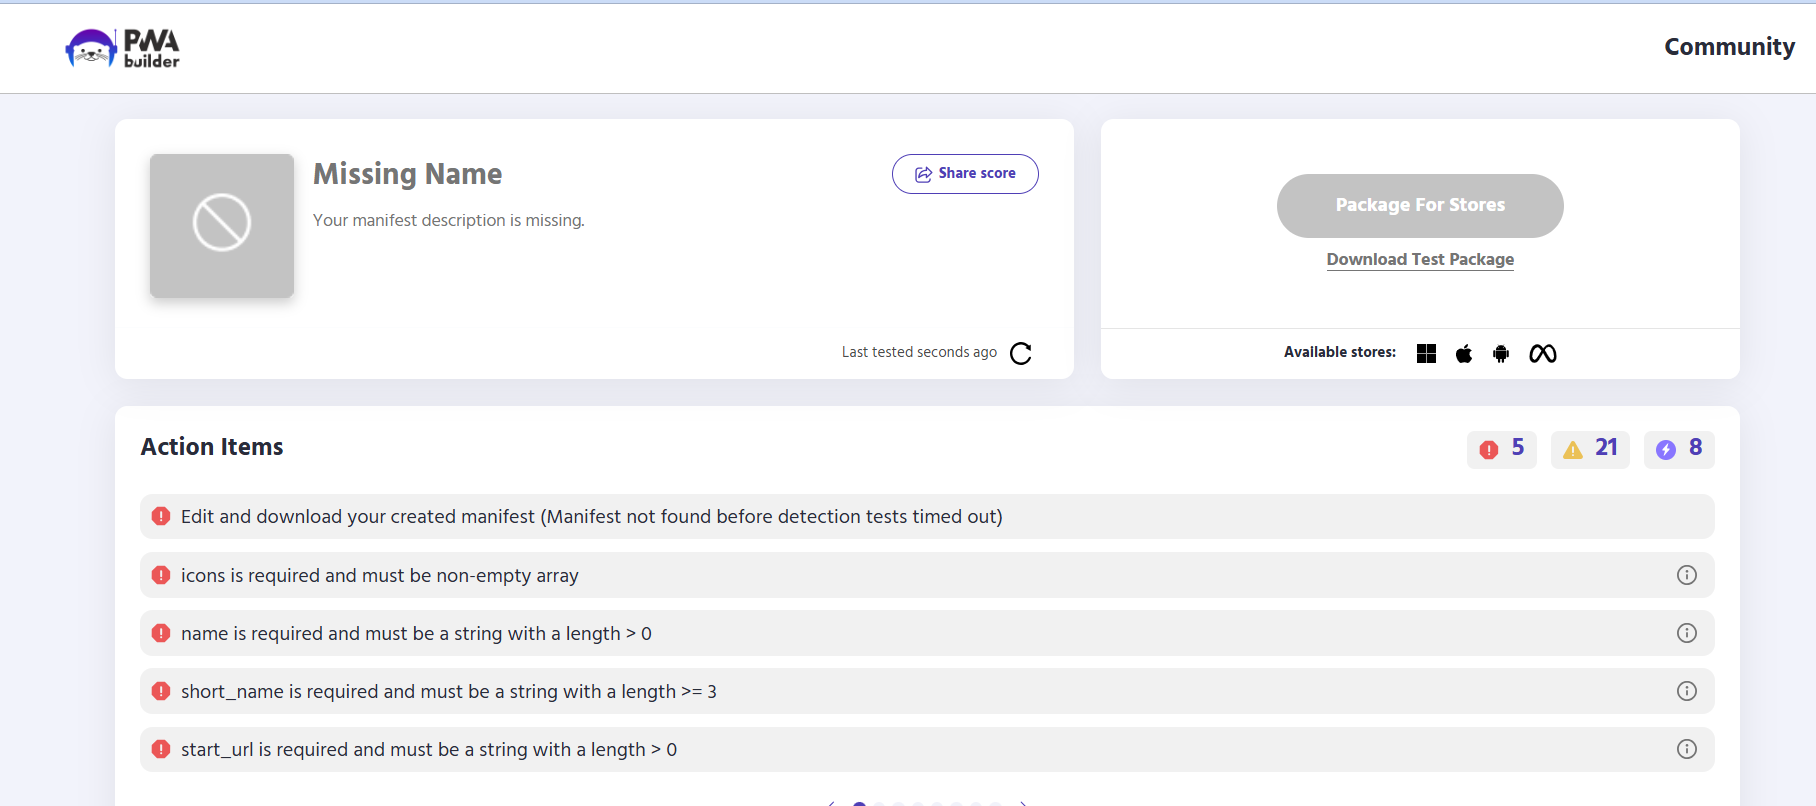 PWA
builder
Community
Missing Name
Share score
Your manifest description is missing.
Last tested seconds ago
Package For Stores
Download Test Package
Available stores:
Action Items
5
21
8
Edit and download your created manifest (Manifest not found before detection tests timed out)
icons is required and must be non-empty array
name is required and must be a string with a length > 0
short_name is required and must be a string with a length >= 3
start_url is required and must be a string with a length > 0